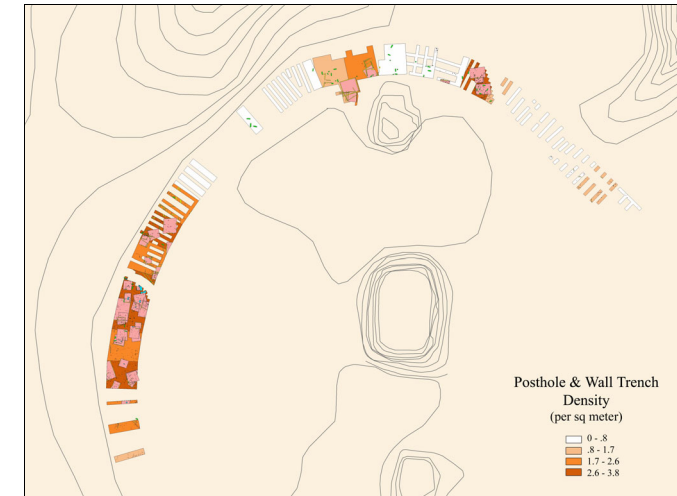 Posthole & Wall Trench
Density
(per sq meter)
0 - .8
.8 - 1.7
1.7 - 2.6
2.6 - 3.8